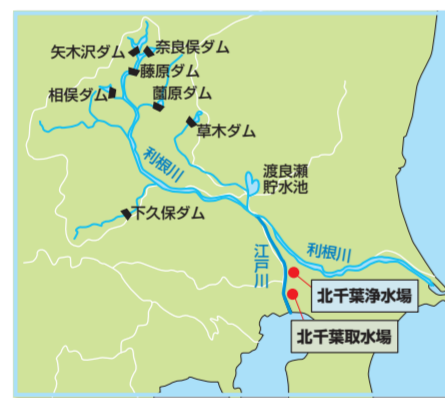 矢木沢ダム
奈良俣ダム
藤原ダム
相俣ダム
薗原ダム
草木ダム
利根川
渡良瀬
貯水池
下久保ダム
江戸川
利根川
北千葉浄水場
北千葉取水場